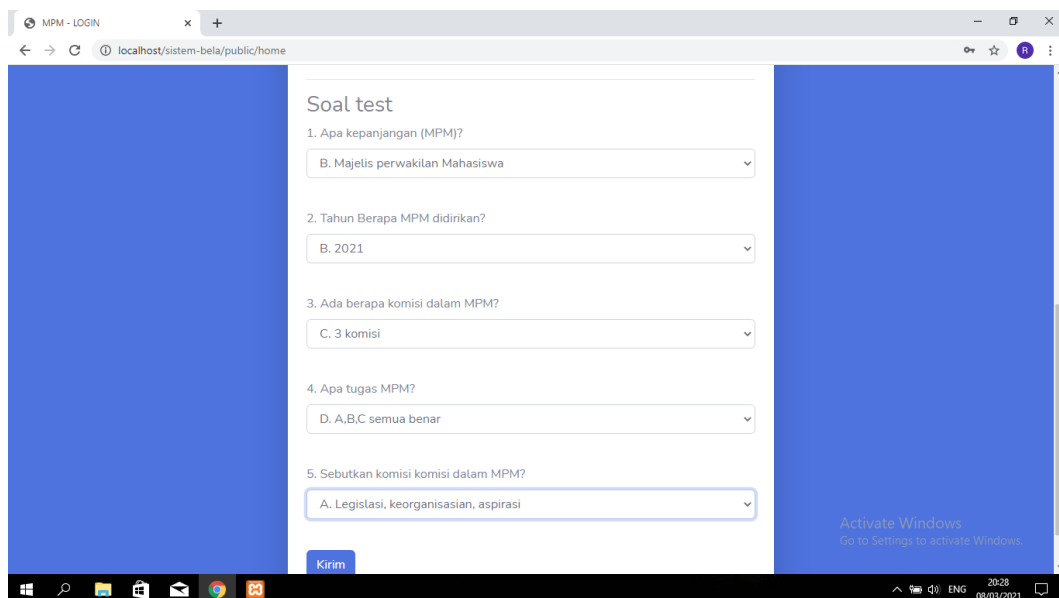 MPM - LOGIN
localhost/sistem-bela/public/home
R
Soal test
1. Apa kepanjangan (MPM)?
B. Majelis perwakilan Mahasiswa
2. Tahun Berapa MPM didirikan?
B. 2021
3. Ada berapa komisi dalam MPM?
C. 3 komisi
4. Apa tugas MPM?
D. A,B,C semua benar
5. Sebutkan komisi komisi dalam MPM?
A. Legislasi, keorganisasian, aspirasi
Kirim
Activate Windows
Go to Settings to activate Windows.
ENG
20:28
08/03/2021